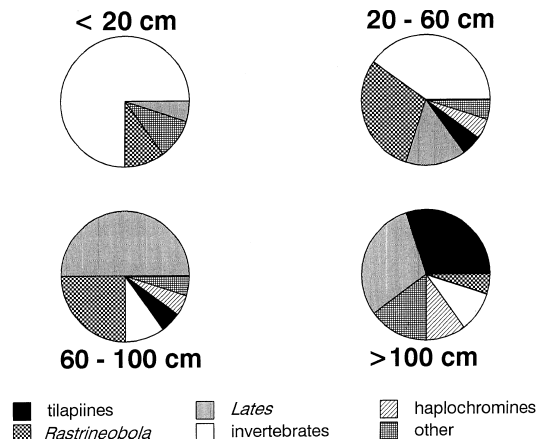 < 20 cm
20 - 60 cm
60 - 100 cm
>100 cm
tilapiines
Lates
haplochromines
Rastrineobola
invertebrates
other